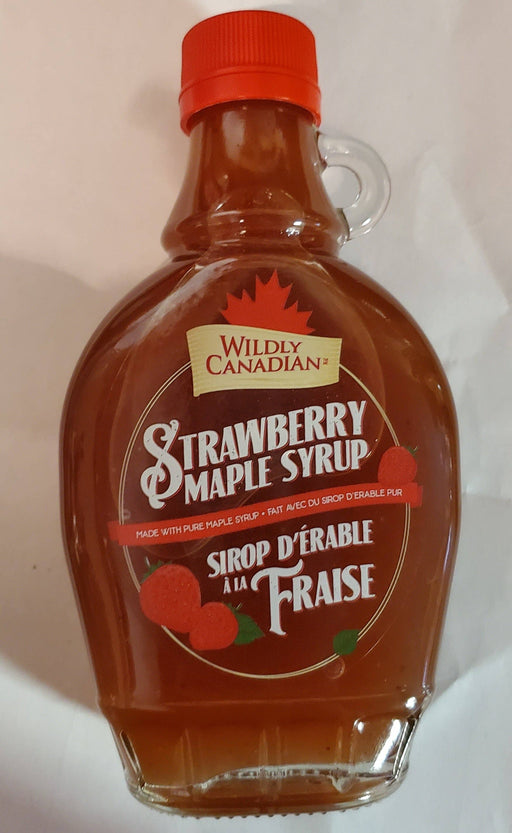 WILDLY
CANADIAN™
STRAWBERRY
MAPLE SYRUP
MADE WITH PURE MAPLE SYRUP • FAIT AVEC DU SIROP D'ÉRABLE PUR
SIROP D'ÉRABLE
À LA FRAISE